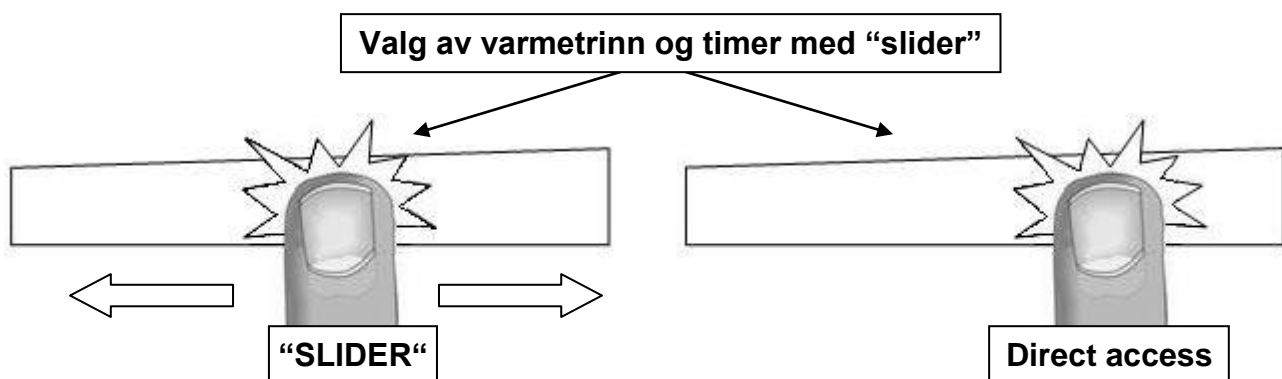 Valg av varmetrinn og timer med “slider”
“SLIDER“
Direct access